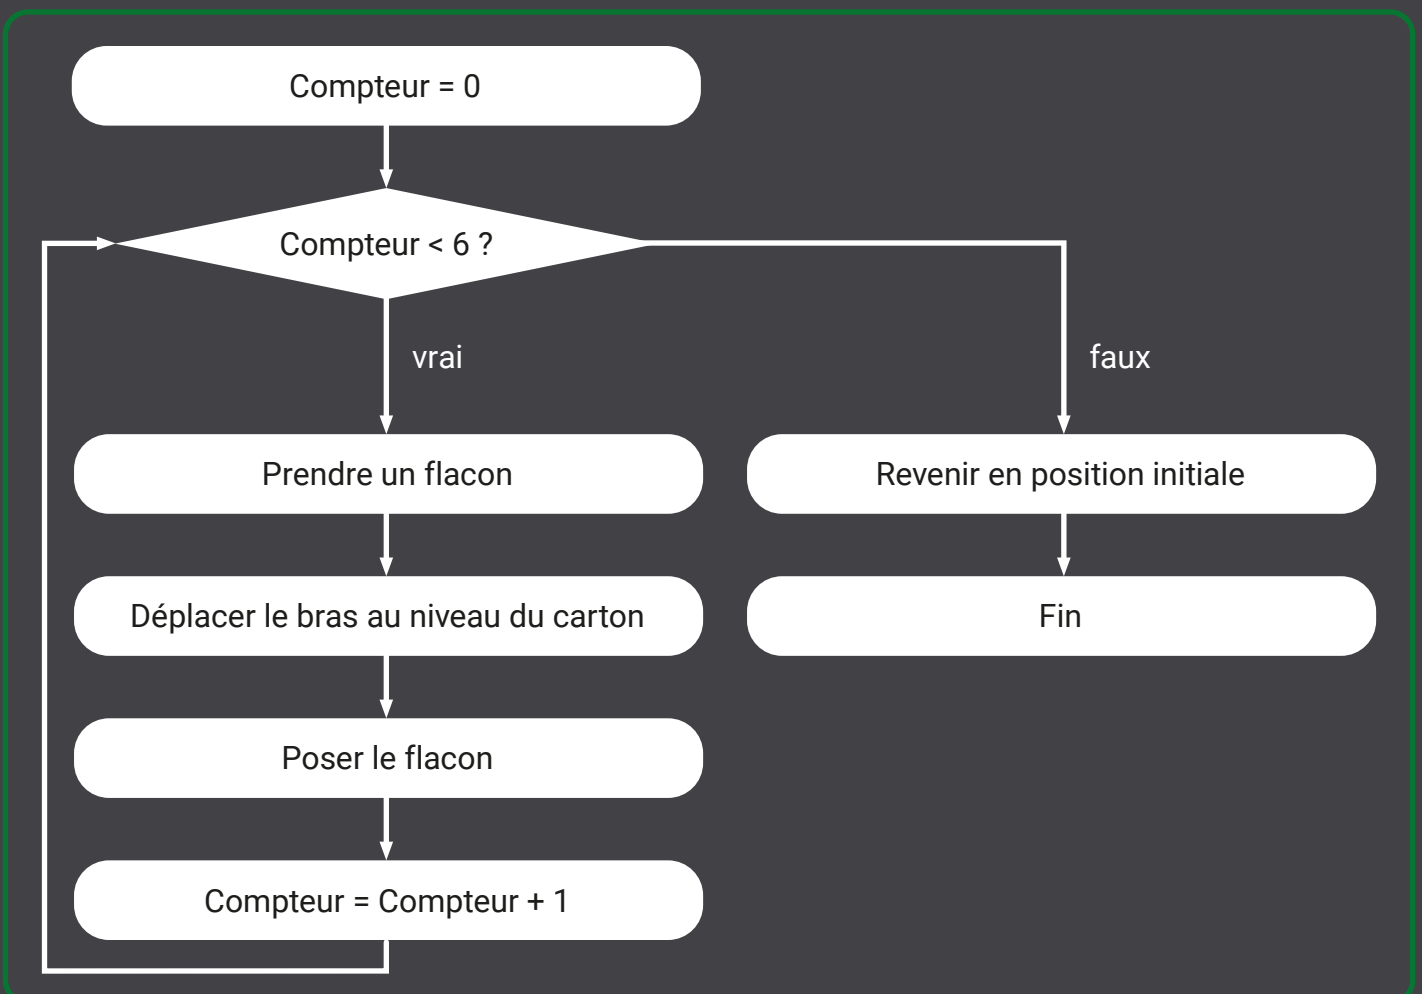 Compteur = 0
Compteur < 6 ?
vrai
faux
Prendre un flacon
Revenir en position initiale
Déplacer le bras au niveau du carton
Fin
Poser le flacon
Compteur = Compteur + 1